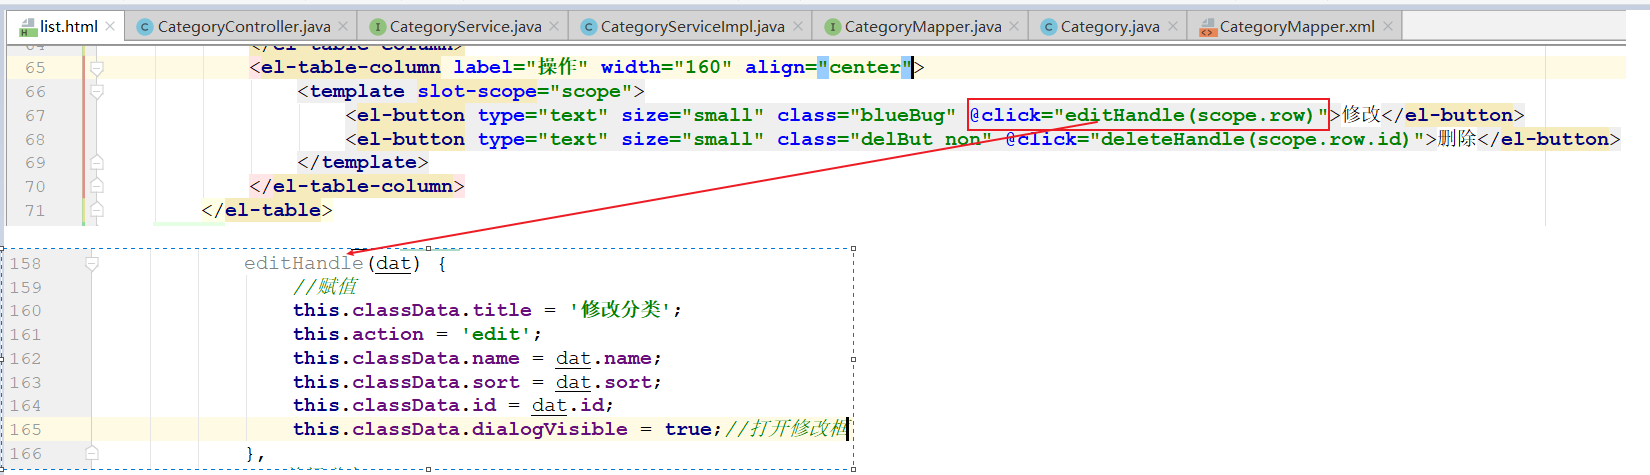 list.html CategoryController.java CategoryService.java CategoryServiceImpl.java CategoryMapper.java Category.java CategoryMapper.xml
64 </el-table-column>
65 <el-table-column label="操作" width="160" align="center">
66 <template slot-scope="scope">
67 <el-button type="text" size="small" class="blueBug" @click="editHandle(scope.row)">修改</el-button>
68 <el-button type="text" size="small" class="delBut non" @click="deleteHandle(scope.row.id)">删除</el-button>
69 </template>
70 </el-table-column>
71 </el-table>
158 editHandle(dat) {
159 //赋值
160 this.classData.title = '修改分类';
161 this.action = 'edit';
162 this.classData.name = dat.name;
163 this.classData.sort = dat.sort;
164 this.classData.id = dat.id;
165 this.classData.dialogVisible = true;//打开修改框
166 },